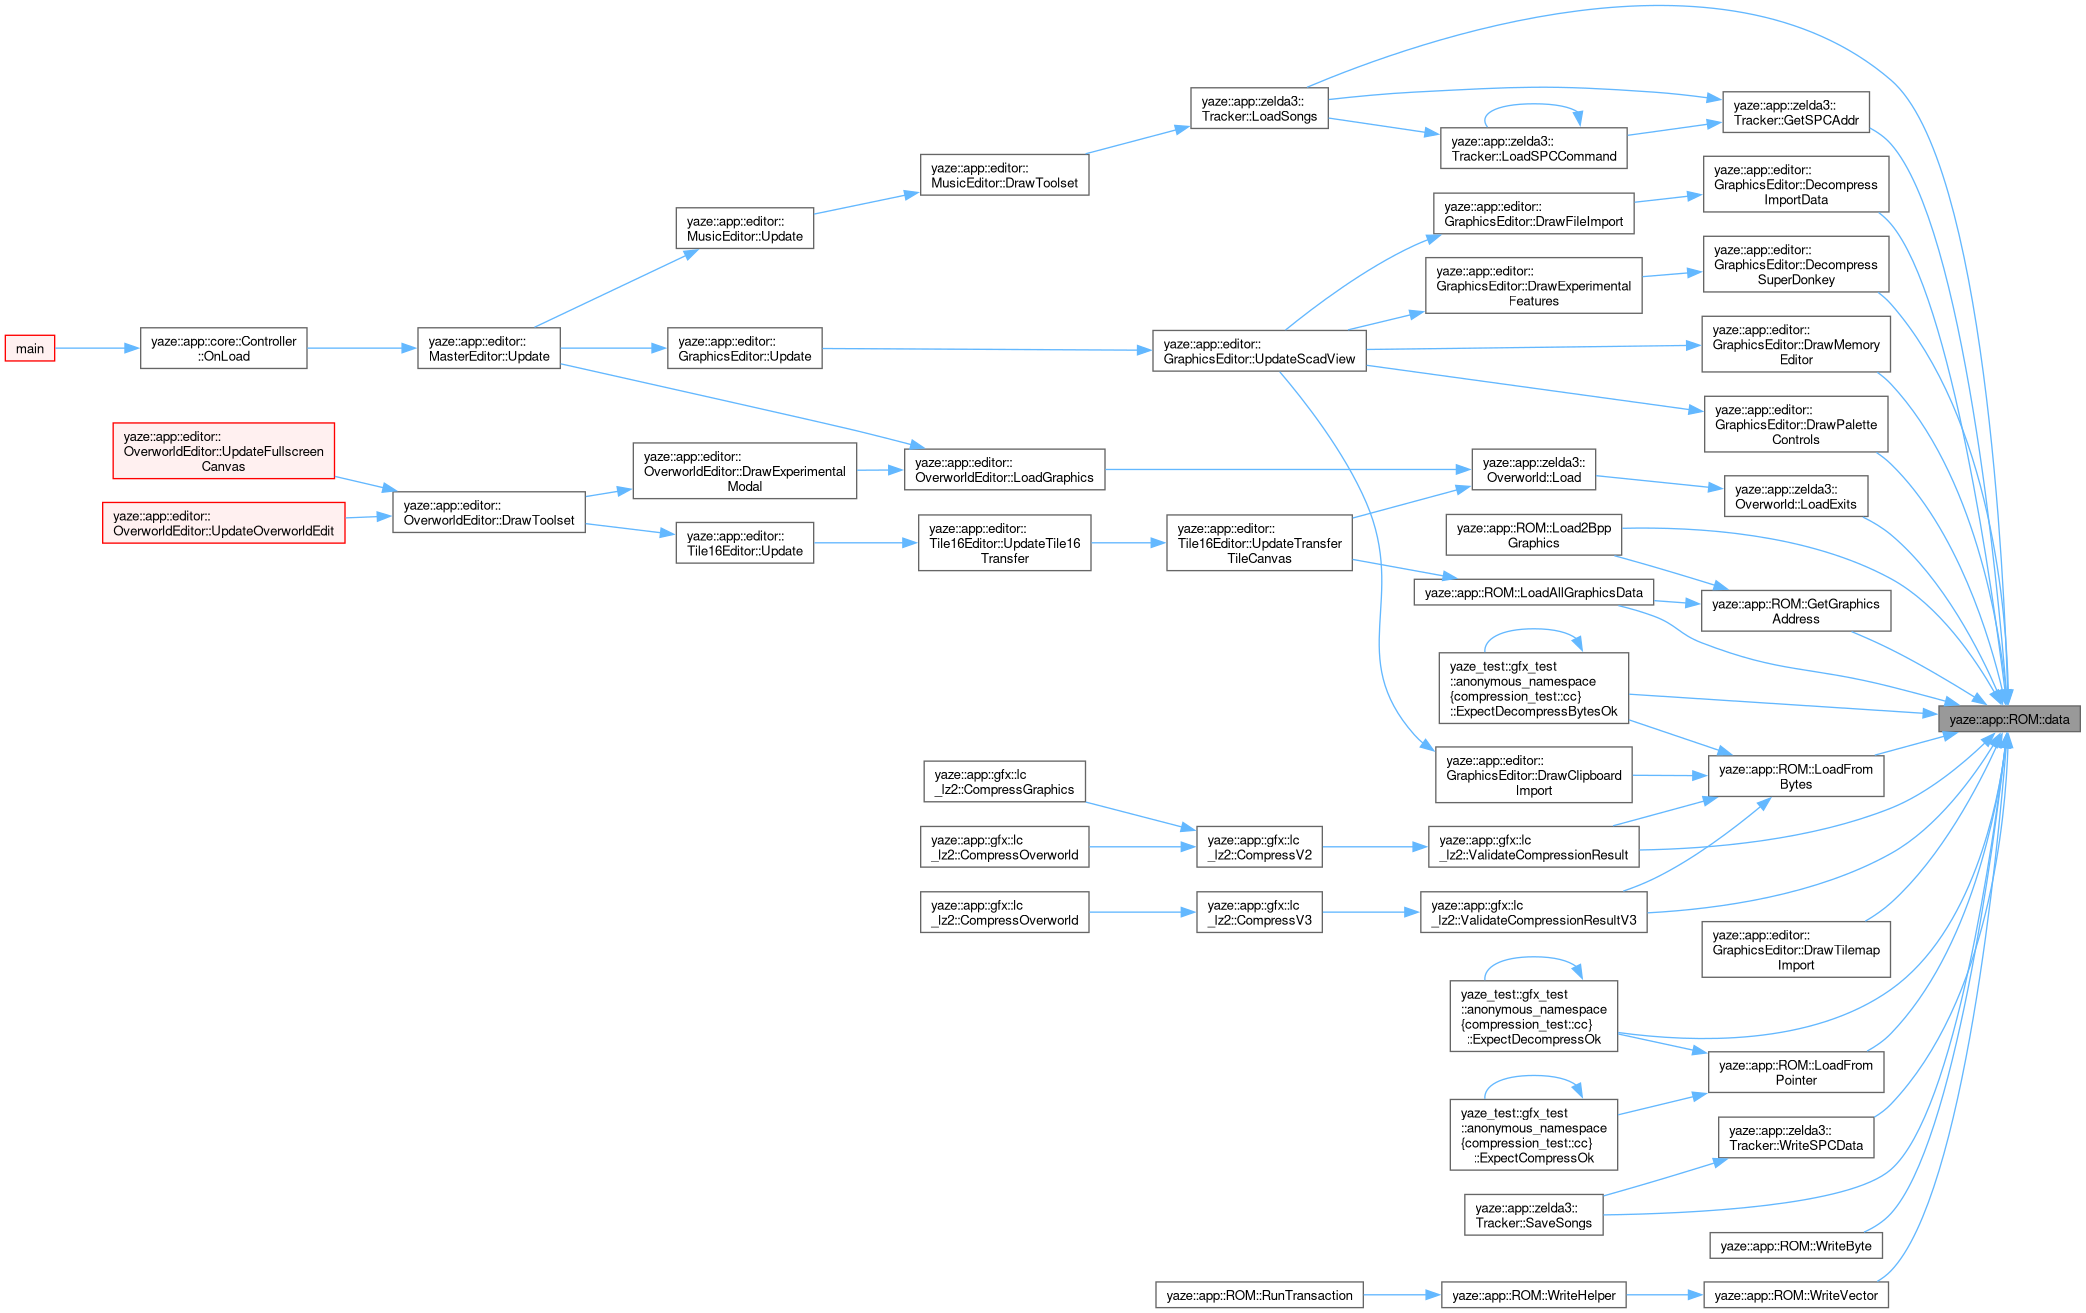 yaze::app::zelda3::
Tracker::LoadSongs
yaze::app::zelda3::
Tracker::GetSPCAddr
yaze::app::zelda3::
Tracker::LoadSPCCommand
yaze::app::editor::
MusicEditor::DrawToolset
yaze::app::editor::
GraphicsEditor::Decompress
ImportData
yaze::app::editor::
MusicEditor::Update
yaze::app::editor::
GraphicsEditor::DrawFileImport
yaze::app::editor::
GraphicsEditor::Decompress
SuperDonkey
yaze::app::editor::
GraphicsEditor::DrawExperimental
Features
main
yaze::app::core::Controller
::OnLoad
yaze::app::editor::
MasterEditor::Update
yaze::app::editor::
GraphicsEditor::Update
yaze::app::editor::
GraphicsEditor::UpdateScadView
yaze::app::editor::
GraphicsEditor::DrawMemory
Editor
yaze::app::editor::
GraphicsEditor::DrawPalette
Controls
yaze::app::editor::
OverworldEditor::UpdateFullscreen
Canvas
yaze::app::editor::
OverworldEditor::DrawExperimental
Modal
yaze::app::editor::
OverworldEditor::LoadGraphics
yaze::app::zelda3::
Overworld::Load
yaze::app::zelda3::
Overworld::LoadExits
yaze::app::editor::
OverworldEditor::UpdateOverworldEdit
yaze::app::editor::
OverworldEditor::DrawToolset
yaze::app::editor::
Tile16Editor::Update
yaze::app::editor::
Tile16Editor::UpdateTile16
Transfer
yaze::app::editor::
Tile16Editor::UpdateTransfer
TileCanvas
yaze::app::ROM::Load2Bpp
Graphics
yaze::app::ROM::LoadAllGraphicsData
yaze::app::ROM::GetGraphics
Address
yaze_test::gfx_test
::anonymous_namespace
{compression_test::cc}
::ExpectDecompressBytesOk
yaze::app::ROM::data
yaze::app::editor::
GraphicsEditor::DrawClipboard
Import
yaze::app::ROM::LoadFrom
Bytes
yaze::app::gfx::lc
_lz2::CompressGraphics
yaze::app::gfx::lc
_lz2::CompressOverworld
yaze::app::gfx::lc
_lz2::CompressV2
yaze::app::gfx::lc
_lz2::ValidateCompressionResult
yaze::app::gfx::lc
_lz2::CompressOverworld
yaze::app::gfx::lc
_lz2::CompressV3
yaze::app::gfx::lc
_lz2::ValidateCompressionResultV3
yaze::app::editor::
GraphicsEditor::DrawTilemap
Import
yaze_test::gfx_test
::anonymous_namespace
{compression_test::cc}
::ExpectDecompressOk
yaze::app::ROM::LoadFrom
Pointer
yaze_test::gfx_test
::anonymous_namespace
{compression_test::cc}
::ExpectCompressOk
yaze::app::zelda3::
Tracker::WriteSPCData
yaze::app::zelda3::
Tracker::SaveSongs
yaze::app::ROM::WriteByte
yaze::app::ROM::RunTransaction
yaze::app::ROM::WriteHelper
yaze::app::ROM::WriteVector